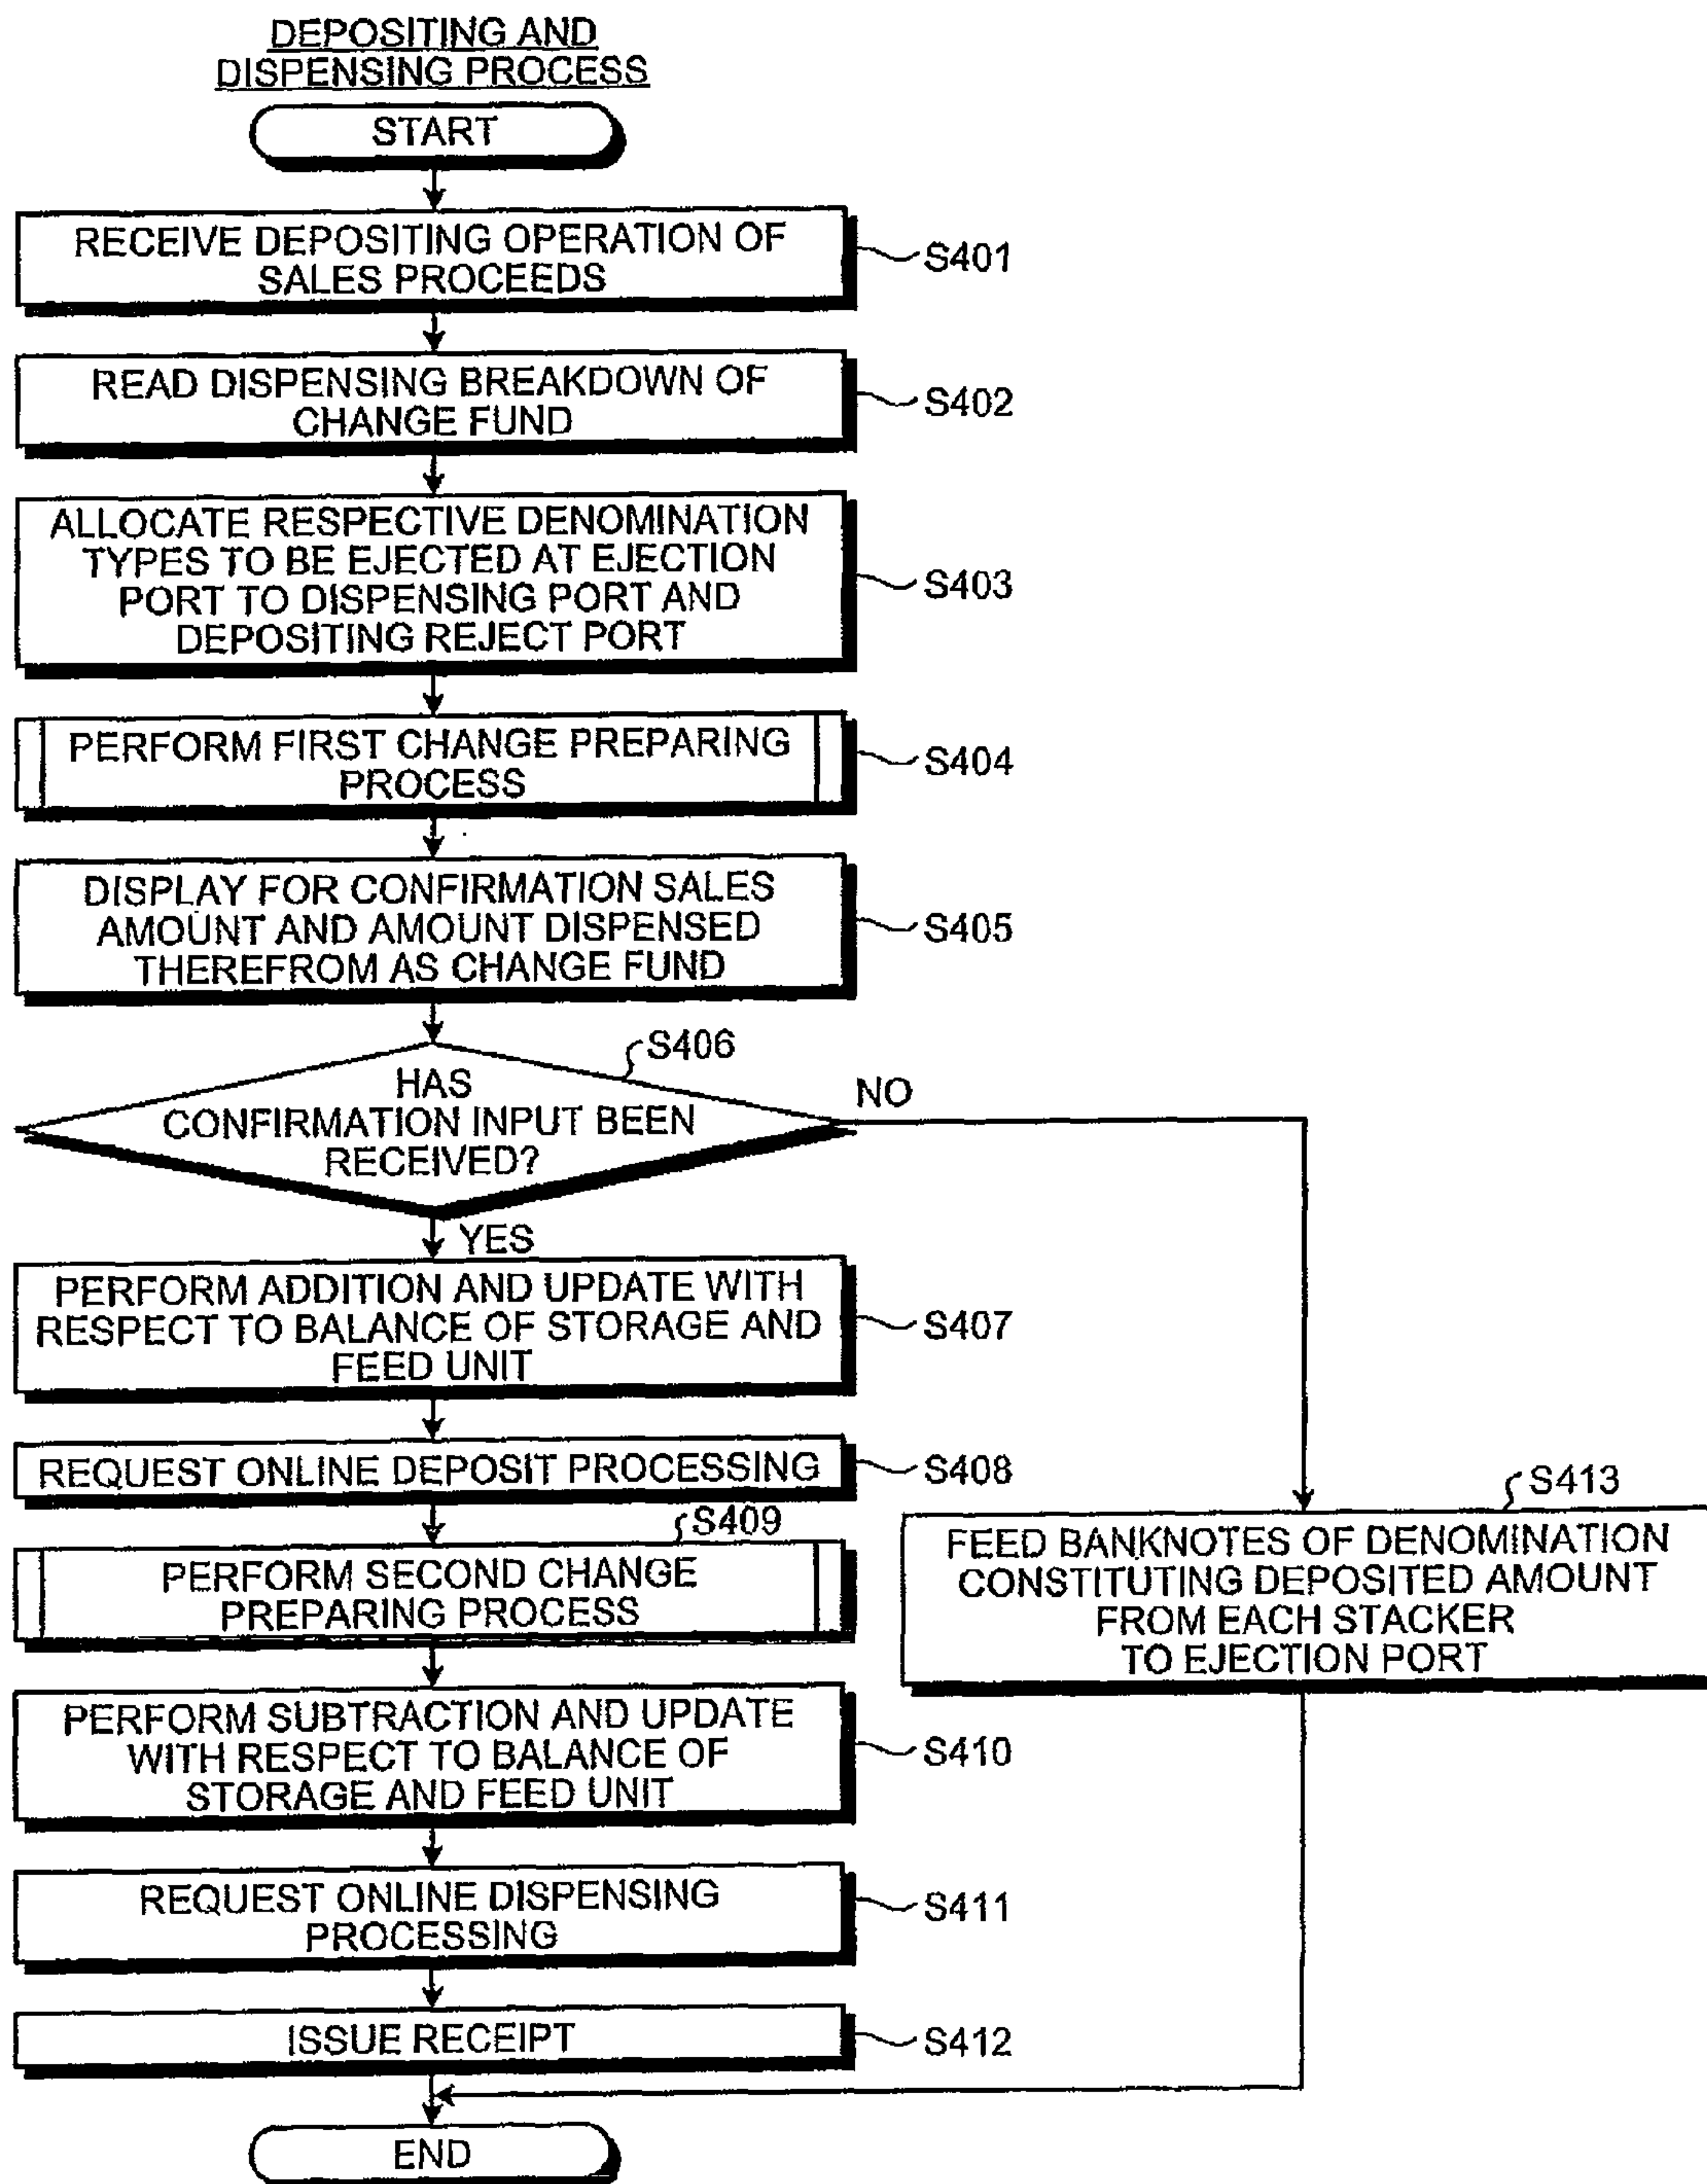 DEPOSITING AND
DISPENSING PROCESS
START
RECEIVE DEPOSITING OPERATION OF
SALES PROCEEDS
S401
READ DISPENSING BREAKDOWN OF
CHANGE FUND
S402
ALLOCATE RESPECTIVE DENOMINATION
TYPES TO BE EJECTED AT EJECTION
PORT TO DISPENSING PORT AND
DEPOSITING REJECT PORT
S403
PERFORM FIRST CHANGE PREPARING
PROCESS
S404
DISPLAY FOR CONFIRMATION SALES
AMOUNT AND AMOUNT DISPENSED
THEREFROM AS CHANGE FUND
S405
S406
HAS
CONFIRMATION INPUT BEEN
RECEIVED?
NO
YES
PERFORM ADDITION AND UPDATE WITH
RESPECT TO BALANCE OF STORAGE AND
FEED UNIT
S407
REQUEST ONLINE DEPOSIT PROCESSING
S408
S409
PERFORM SECOND CHANGE
PREPARING PROCESS
S413
FEED BANKNOTES OF DENOMINATION
CONSTITUTING DEPOSITED AMOUNT
FROM EACH STACKER
TO EJECTION PORT
PERFORM SUBTRACTION AND UPDATE
WITH RESPECT TO BALANCE OF
STORAGE AND FEED UNIT
S410
REQUEST ONLINE DISPENSING
PROCESSING
S411
ISSUE RECEIPT
S412
END